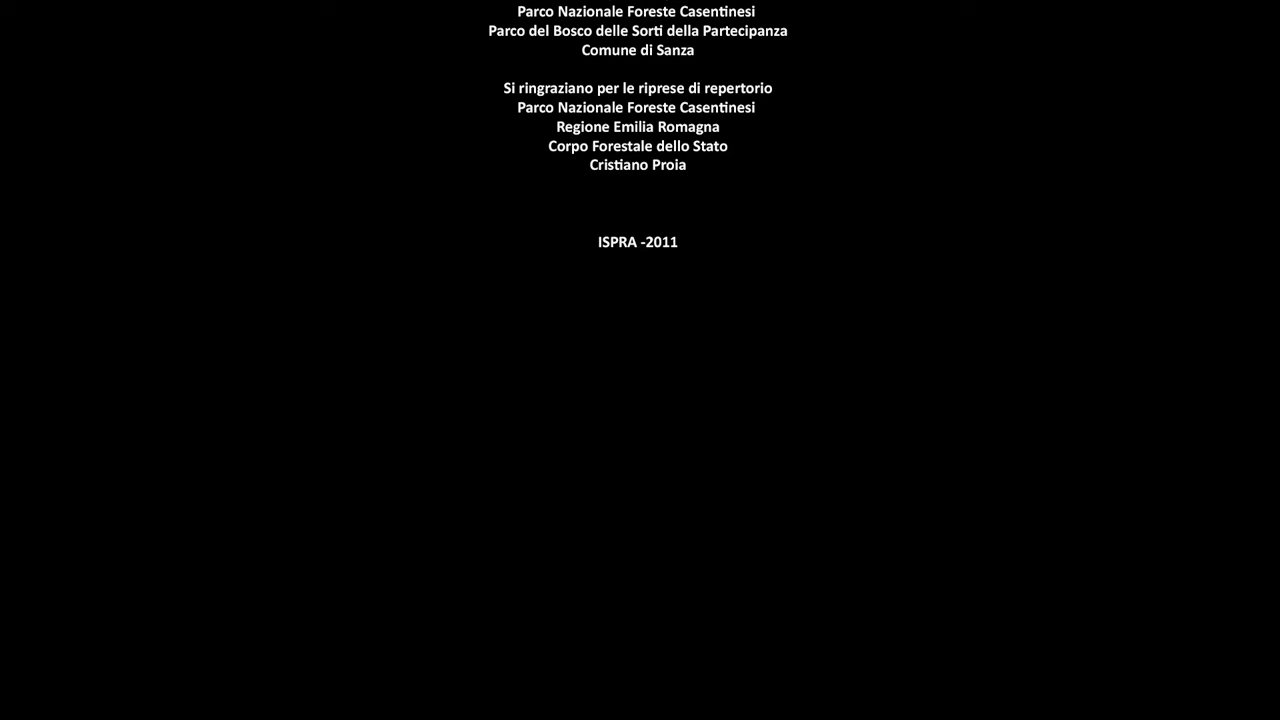 Parco Nazionale Foreste Casentinesi
Parco del Bosco delle Sorti della Partecipanza
Comune di Sanza
Si ringraziano per le riprese di repertorio
Parco Nazionale Foreste Casentinesi
Regione Emilia Romagna
Corpo Forestale dello Stato
Cristiano Proia
ISPRA -2011